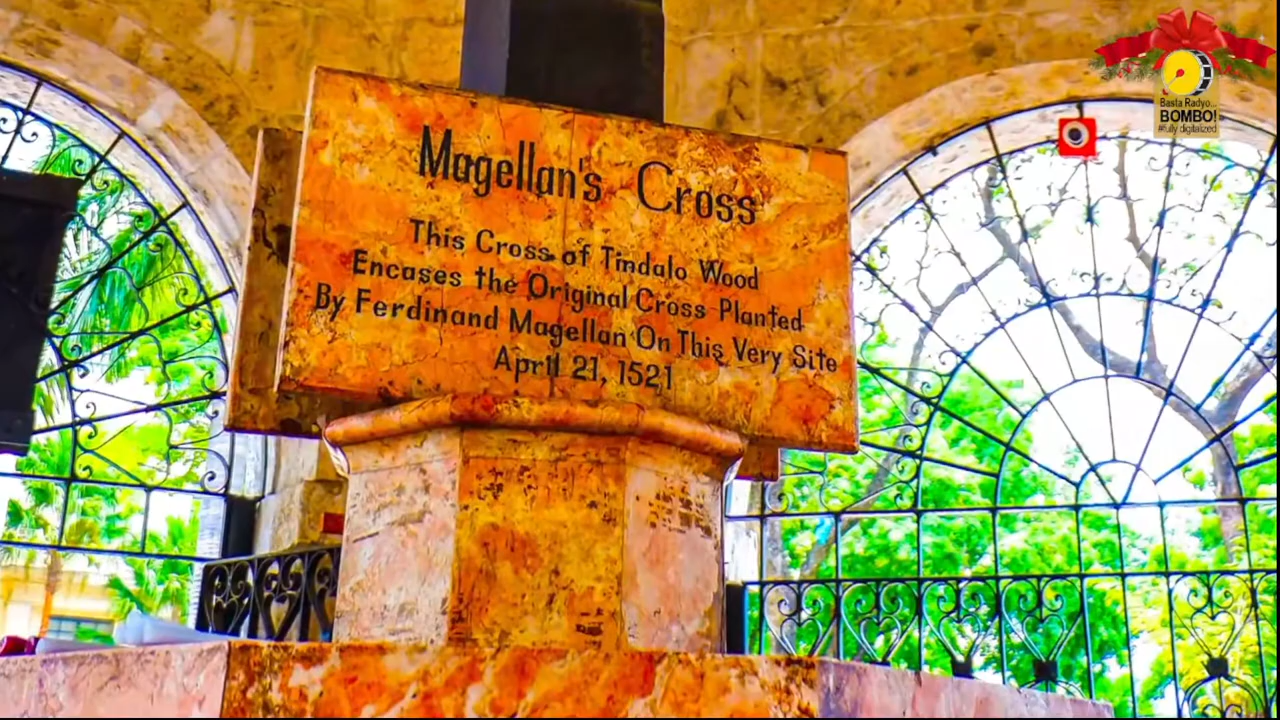 Magellan's Cross
This Cross of Tindalo Wood
Encases the Original Cross Planted
By Ferdinand Magellan On This Very Site
April 21, 1521
Basta Radyo...
BOMBO!
#fully digitalized